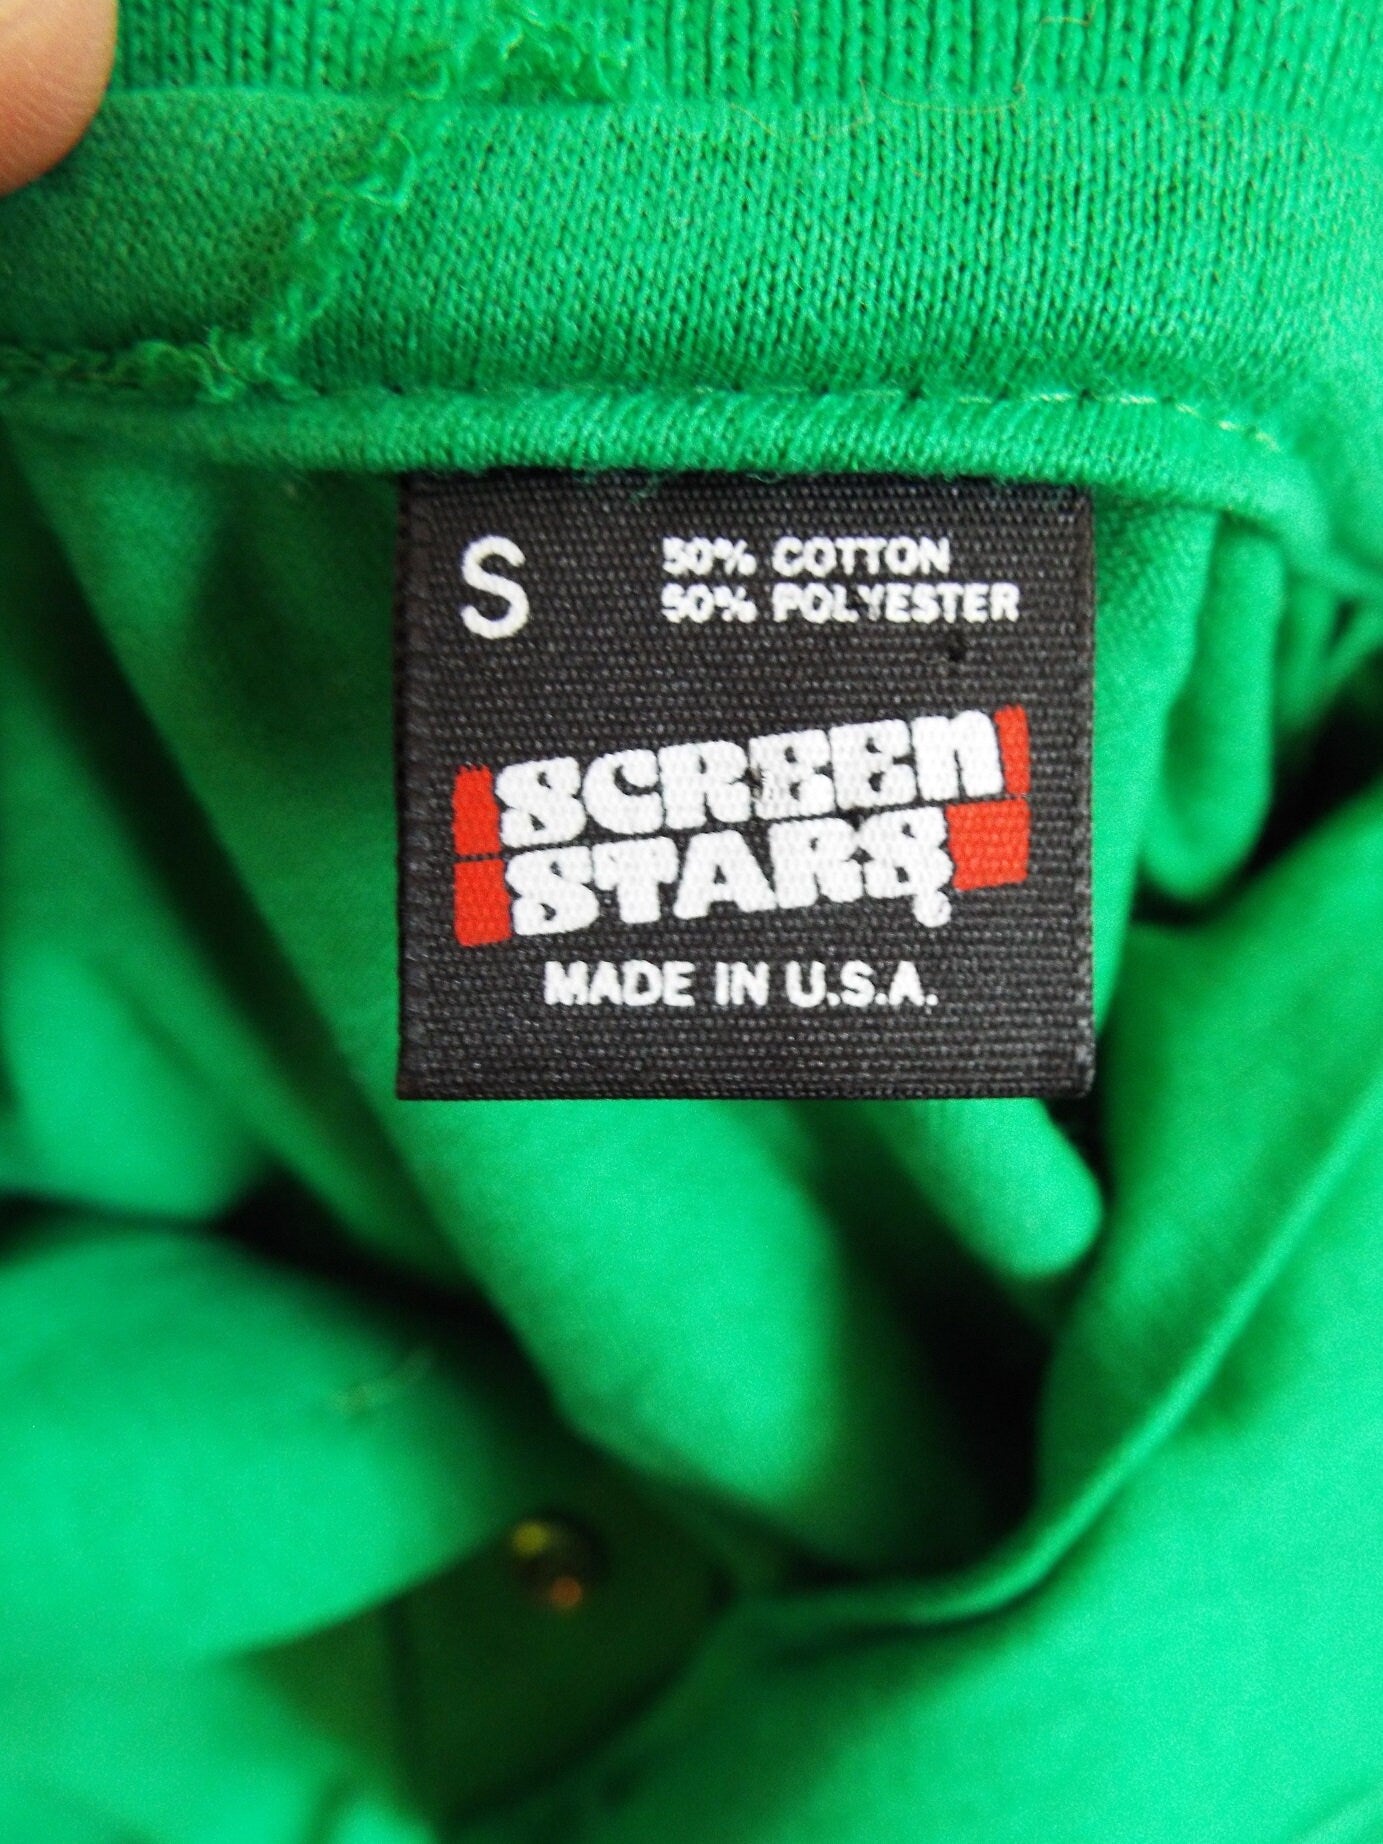 S
50% COTTON
50% POLYESTER
SCREEN
STARS
MADE IN U.S.A.